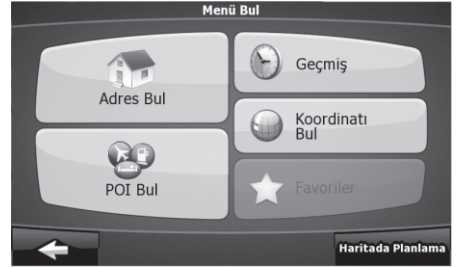 Menü Bul
Adres Bul
Geçmiş
Koordinatı
Bul
POI Bul
Favoriler
Haritada Planlama